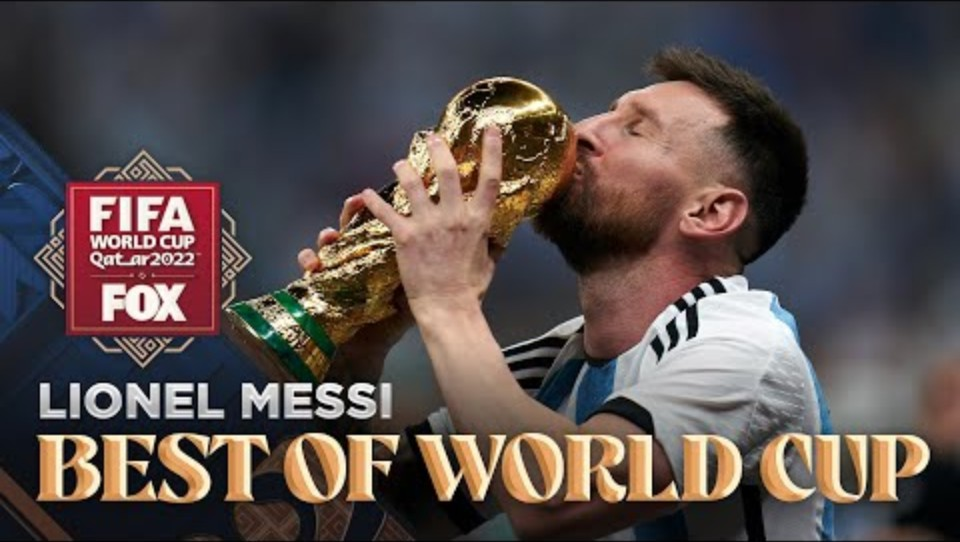 FIFA
WORLD CUP
Qatar2022
FOX
LIONEL MESSI
BEST OF WORLD CUP